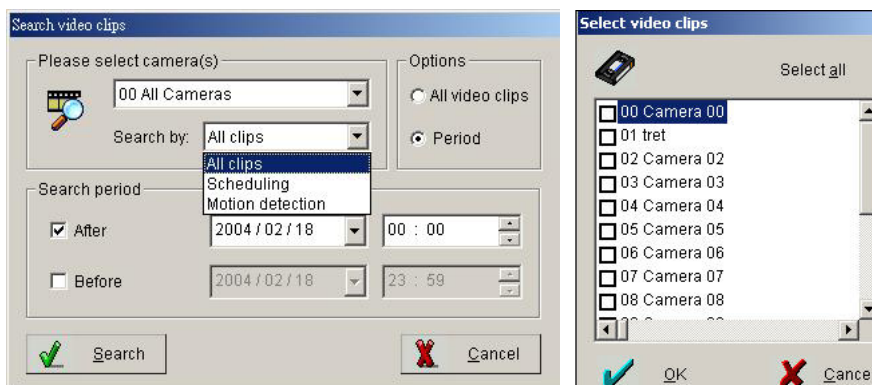 Search video clips
Please select camera(s)
00 All Cameras
Search by: All clips
All clips
Scheduling
Motion detection
Options
All video clips
Period
Search period
After 2004/02/18 00 : 00
Before 2004/02/18 23 : 59
Search Cancel
Select video clips
Select all
00 Camera 00
01 tret
02 Camera 02
03 Camera 03
04 Camera 04
05 Camera 05
06 Camera 06
07 Camera 07
08 Camera 08
OK Cance